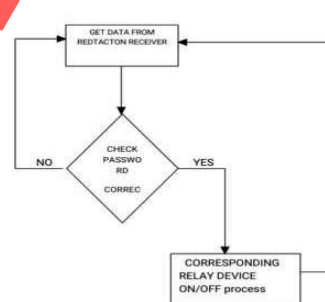 GET DATA FROM
REDTACTON RECEIVER
CHECK
PASSWO
RD
CORREC
NO
YES
CORRESPONDING
RELAY DEVICE
ON/OFF process